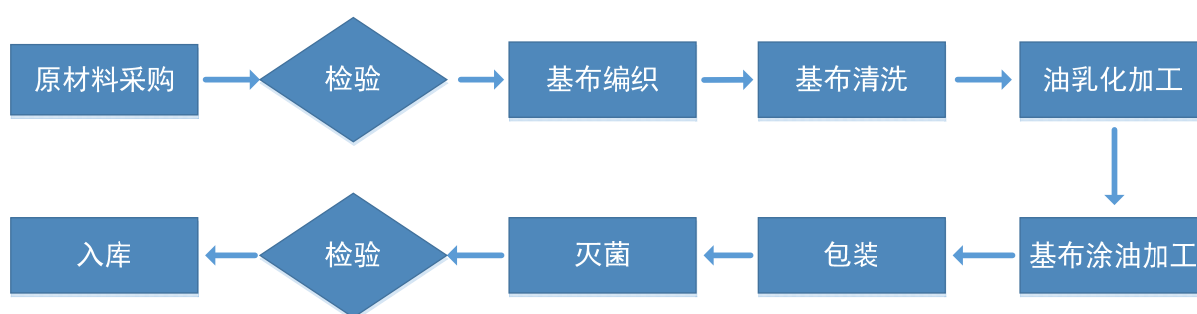 原材料采购
检验
基布编织
基布清洗
油乳化加工
基布涂油加工
包装
灭菌
检验
入库